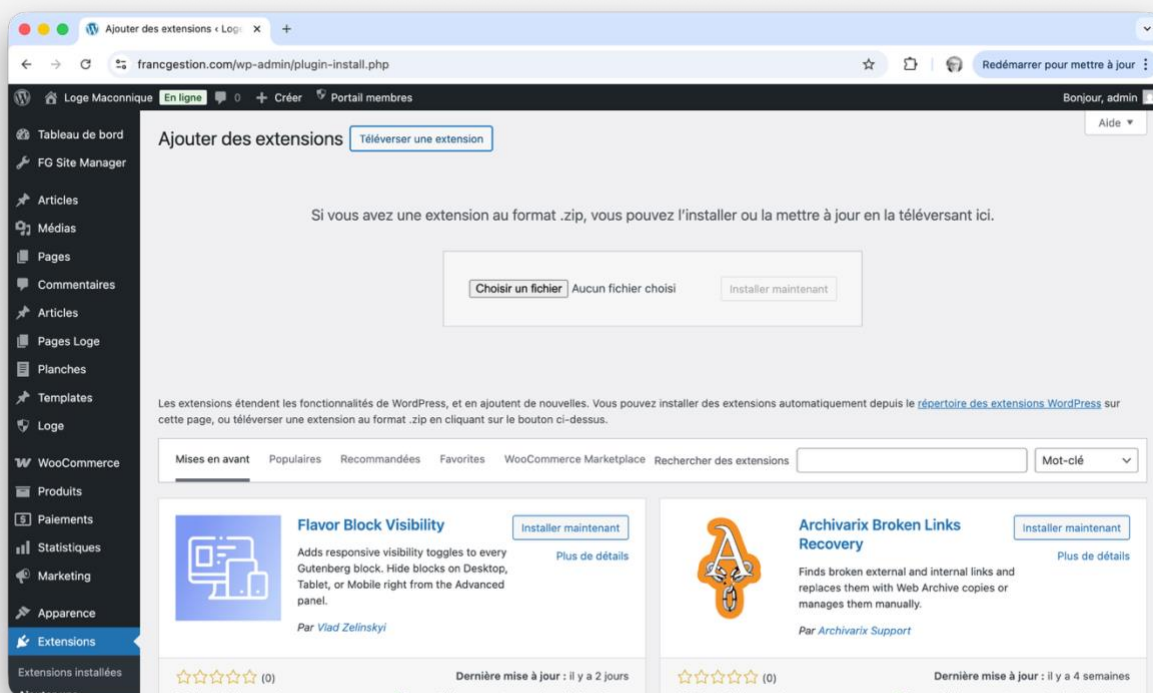 Ajouter des extensions ‹ Log
francgestion.com/wp-admin/plugin-install.php
Redémarrer pour mettre à jour
Loge Maconnique En ligne 0 + Créer Portail membres
Bonjour, admin
Tableau de bord
FG Site Manager
Articles
Médias
Pages
Commentaires
Articles
Pages Loge
Planches
Templates
Loge
WooCommerce
Produits
Paiements
Statistiques
Marketing
Apparence
Extensions
Extensions installées
Aide
Ajouter des extensions Téléverser une extension
Si vous avez une extension au format .zip, vous pouvez l’installer ou la mettre à jour en la téléversant ici.
Choisir un fichier Aucun fichier choisi Installer maintenant
Les extensions étendent les fonctionnalités de WordPress, et en ajoutent de nouvelles. Vous pouvez installer des extensions automatiquement depuis le répertoire des extensions WordPress sur
cette page, ou téléverser une extension au format .zip en cliquant sur le bouton ci-dessus.
Mises en avant Populaires Recommandées Favorites WooCommerce Marketplace Rechercher des extensions Mot-clé
Flavor Block Visibility
Installer maintenant
Plus de détails
Adds responsive visibility toggles to every
Gutenberg block. Hide blocks on Desktop,
Tablet, or Mobile right from the Advanced
panel.
Par Vlad Zelinskyi
(0)
Dernière mise à jour : il y a 2 jours
Archivarix Broken Links
Recovery
Installer maintenant
Plus de détails
Finds broken external and internal links and
replaces them with Web Archive copies or
manages them manually.
Par Archivarix Support
(0)
Dernière mise à jour : il y a 4 semaines